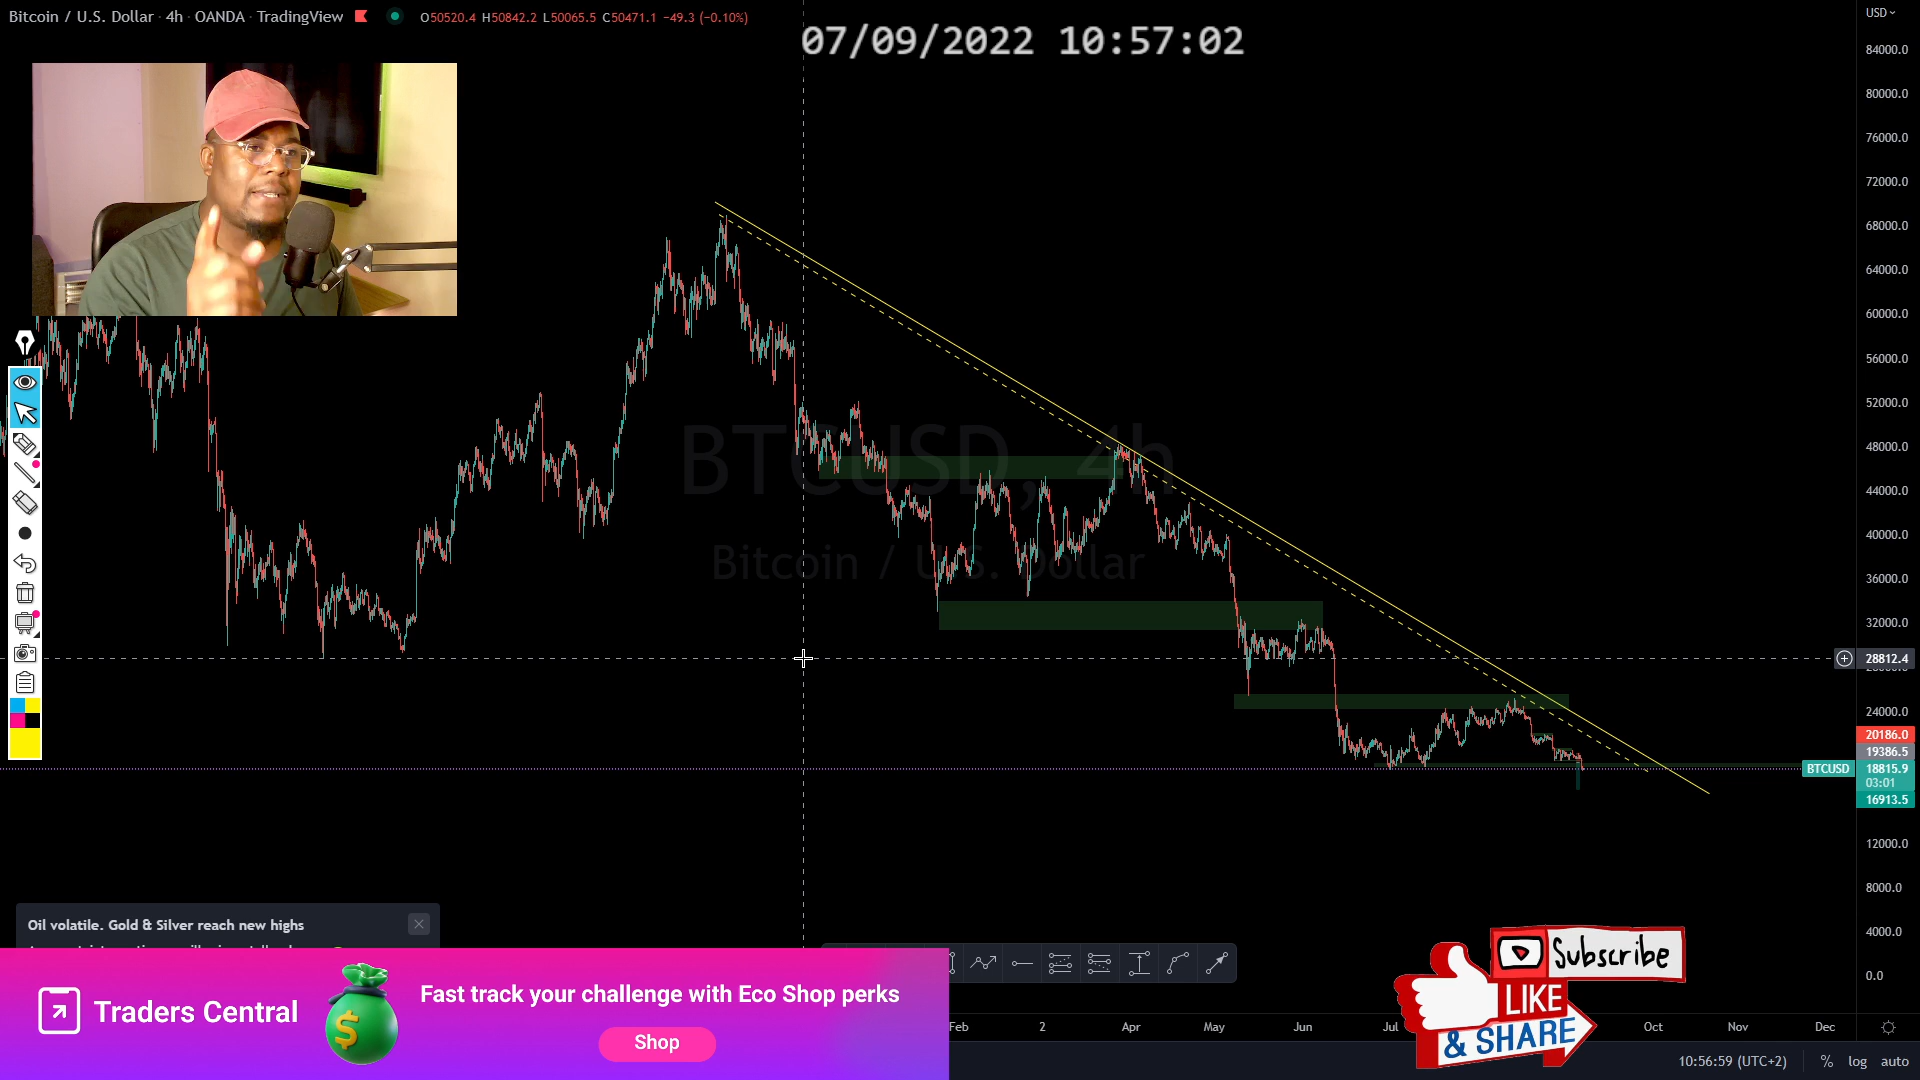 Bitcoin / U.S. Dollar · 4h · OANDA · TradingView
O50520.4 H50842.2 L50065.5 C50471.1 −49.3 (−0.10%)
07/09/2022 10:57:02
USD
84000.0
80000.0
76000.0
72000.0
68000.0
64000.0
60000.0
56000.0
52000.0
48000.0
44000.0
40000.0
36000.0
32000.0
28812.4
24000.0
20186.0
19386.5
BTCUSD 18815.9
03:01
16913.5
12000.0
8000.0
4000.0
0.0
BTCUSD, 4h
Bitcoin / U.S. Dollar
Oil volatile. Gold & Silver reach new highs
Traders Central
Fast track your challenge with Eco Shop perks
Shop
Subscribe
LIKE
& SHARE
Feb 2 Apr May Jun Jul Oct Nov Dec
10:56:59 (UTC+2) % log auto